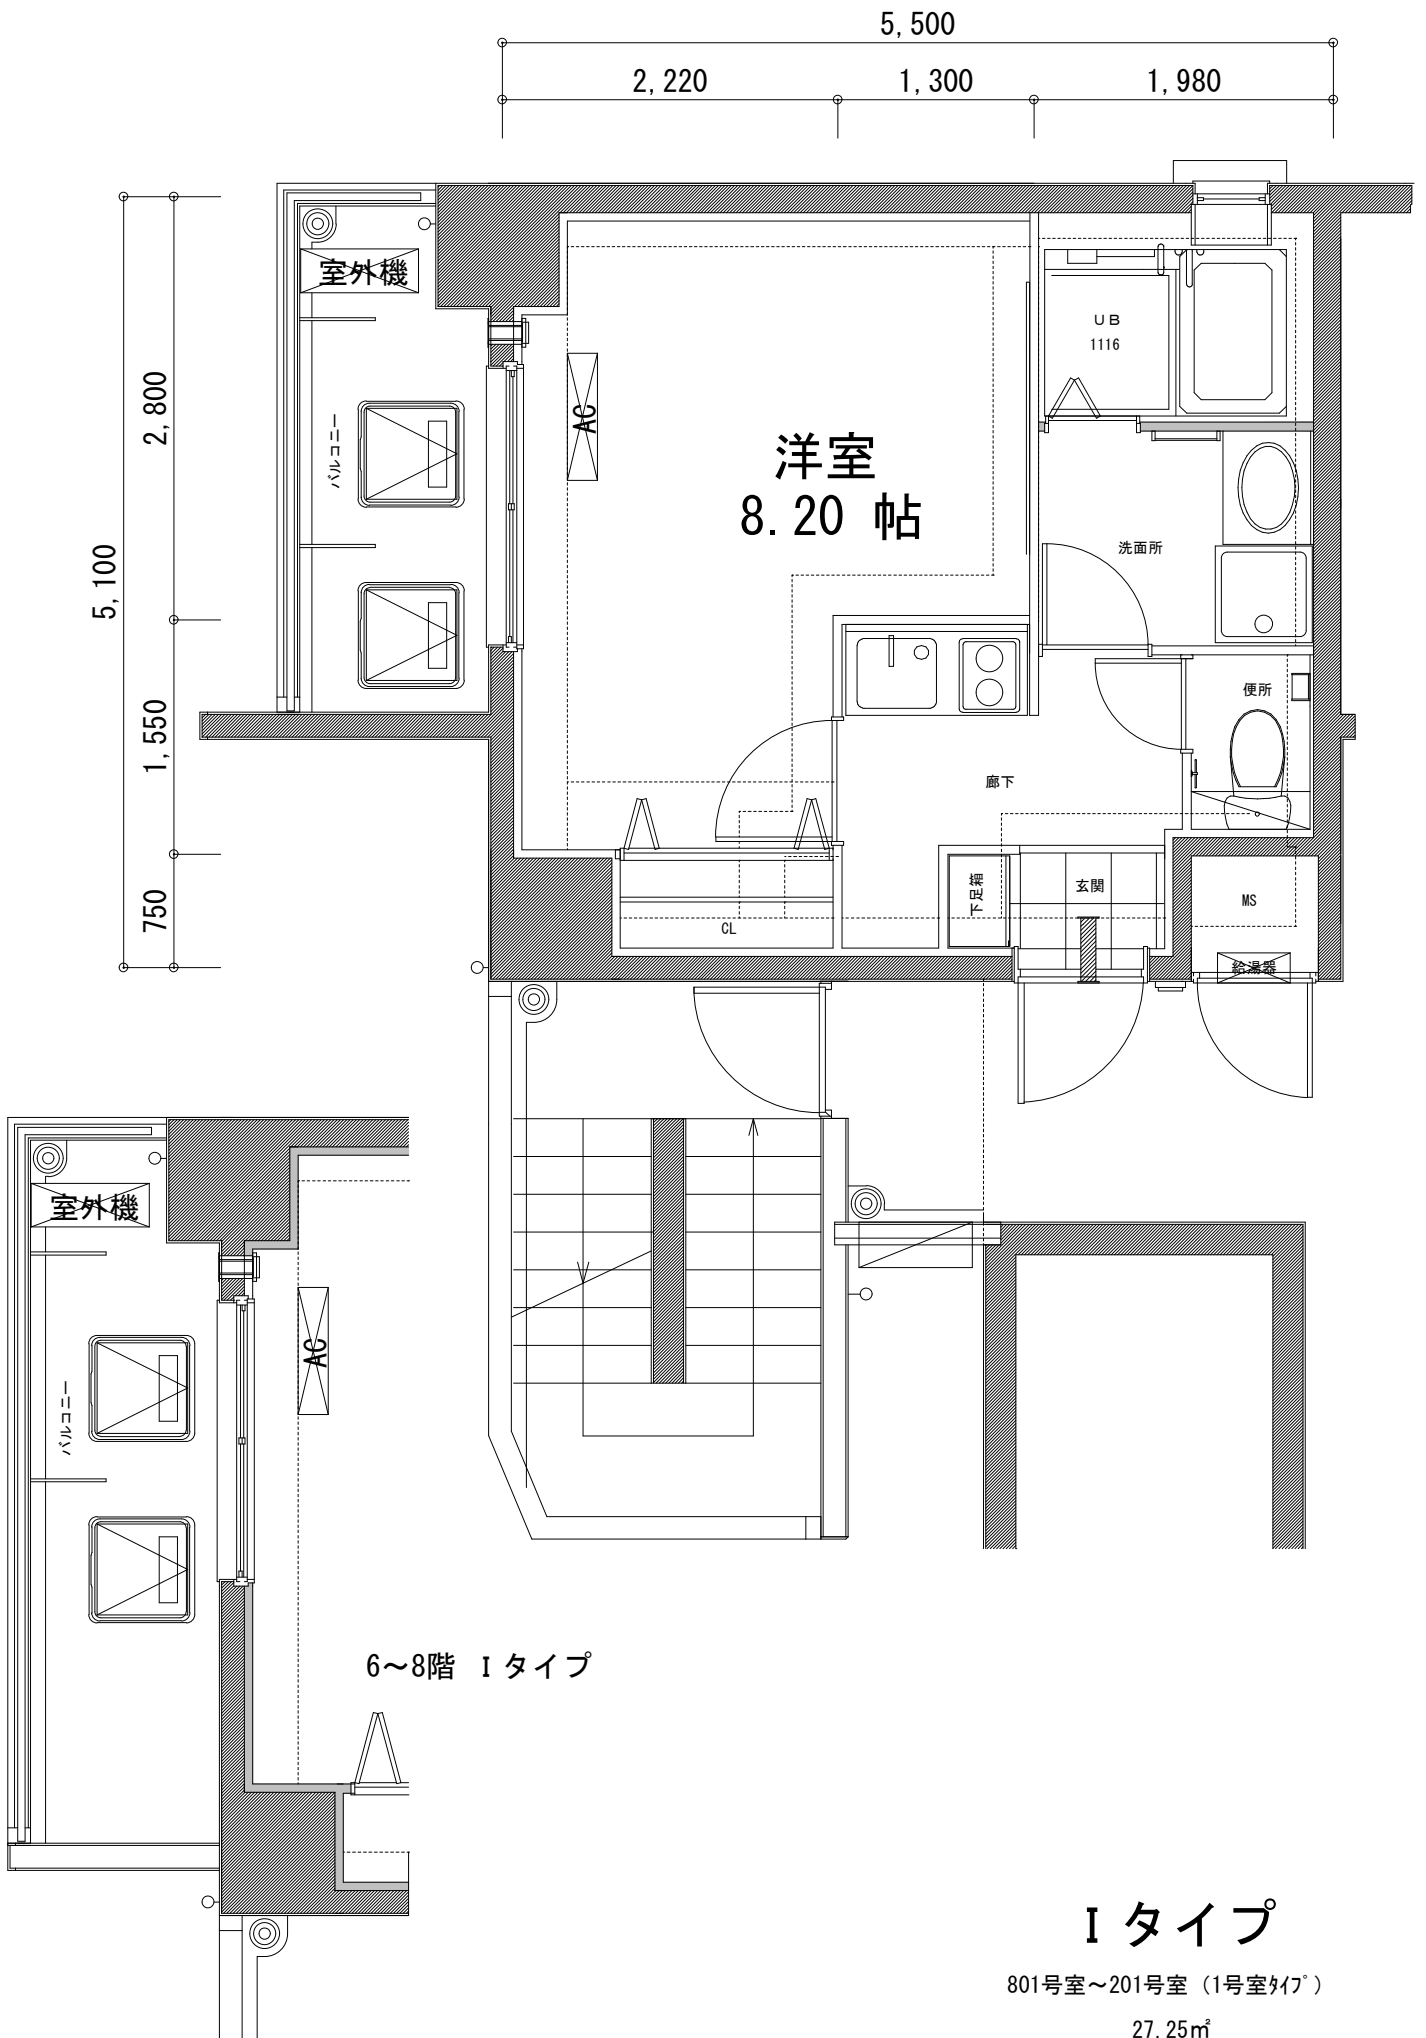 5,500
2,220
1,300
1,980
5,100
2,800
1,550
750
室外機
バルコニー
AC
洋室
8.20 帖
UB
1116
洗面所
便所
廊下
下足箱
玄関
MS
CL
給湯器
室外機
AC
バルコニー
6～8階 I タイプ
I タイプ
801号室～201号室 (1号室ﾀｲﾌﾟ)
27.25㎡